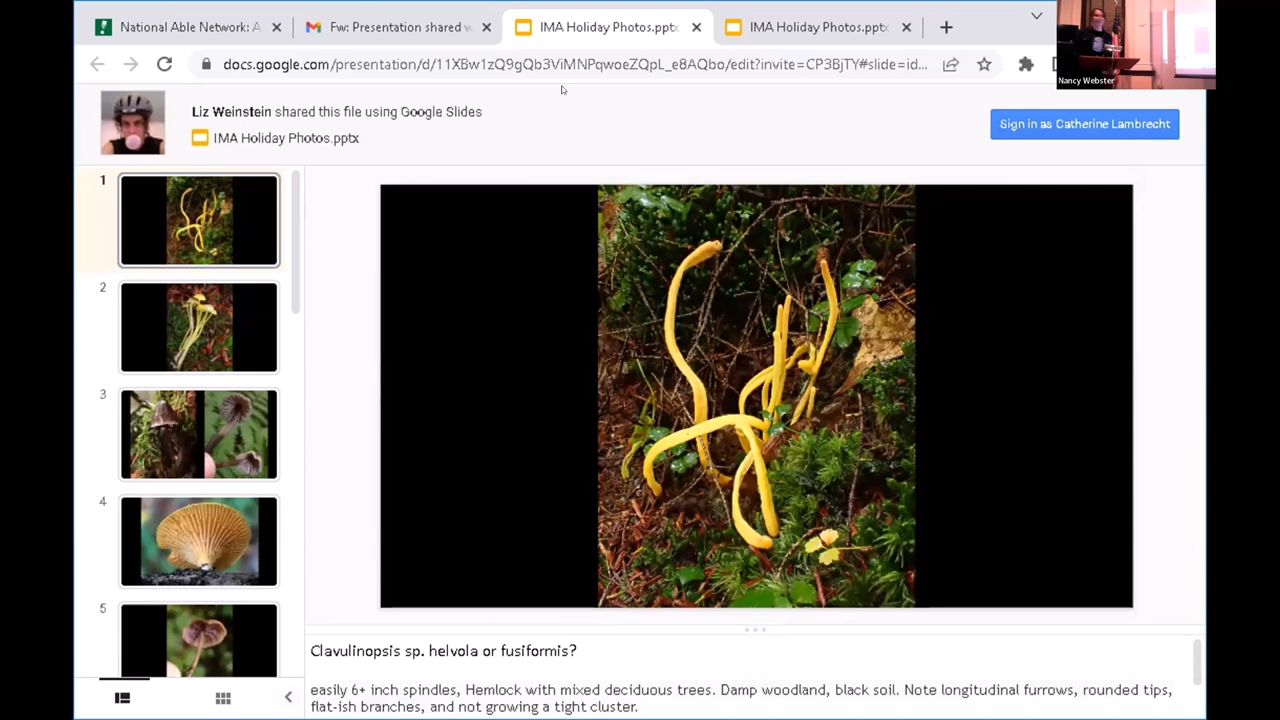 National Able Network: A
Fw: Presentation shared w
IMA Holiday Photos.pptx
IMA Holiday Photos.pptx
docs.google.com/presentation/d/11XBw1zQ9gQb3ViMNPqwoeZQpL_e8AQbo/edit?invite=CP3BjTY#slide=id...
Nancy Webster
Liz Weinstein shared this file using Google Slides
IMA Holiday Photos.pptx
Sign in as Catherine Lambrecht
1
2
3
4
5
Clavulinopsis sp. helvola or fusiformis?
easily 6+ inch spindles, Hemlock with mixed deciduous trees. Damp woodland, black soil. Note longitudinal furrows, rounded tips,
flat-ish branches, and not growing a tight cluster.